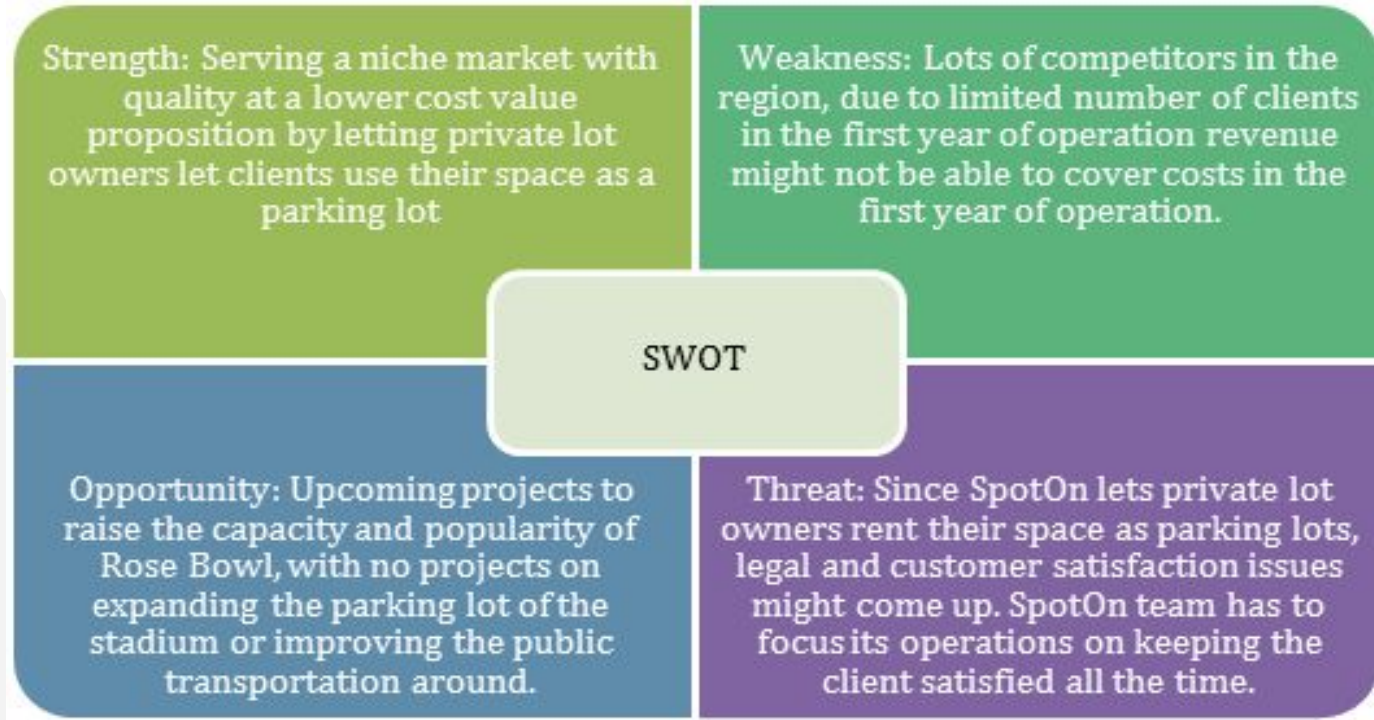 Strength: Serving a niche market with
quality at a lower cost value
proposition by letting private lot
owners let clients use their space as a
parking lot
Weakness: Lots of competitors in the
region, due to limited number of clients
in the first year of operation revenue
might not be able to cover costs in the
first year of operation.
SWOT
Opportunity: Upcoming projects to
raise the capacity and popularity of
Rose Bowl, with no projects on
expanding the parking lot of the
stadium or improving the public
transportation around.
Threat: Since SpotOn lets private lot
owners rent their space as parking lots,
legal and customer satisfaction issues
might come up. SpotOn team has to
focus its operations on keeping the
client satisfied all the time.